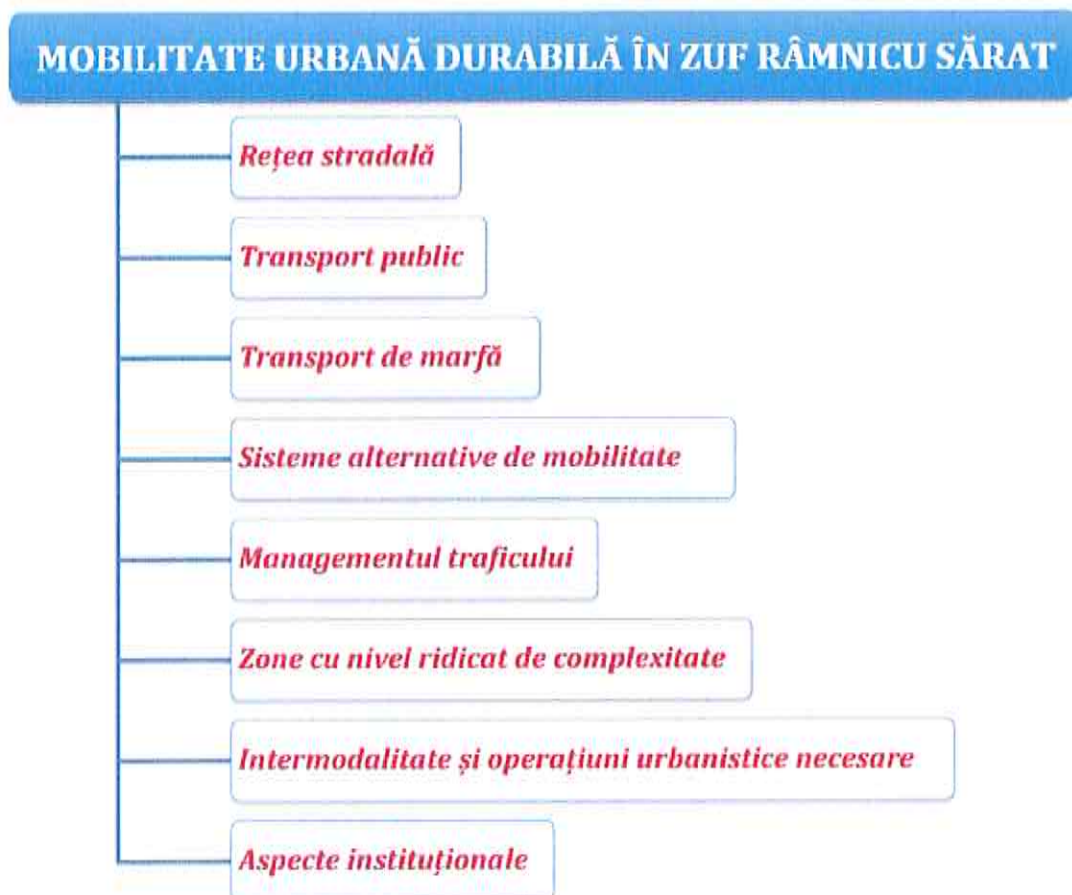 MOBILITATE URBANĂ DURABILĂ ÎN ZUF RÂMNICU SĂRAT
Rețea stradală
Transport public
Transport de marfă
Sisteme alternative de mobilitate
Managementul traficului
Zone cu nivel ridicat de complexitate
Intermodalitate și operațiuni urbanistice necesare
Aspecte instituționale